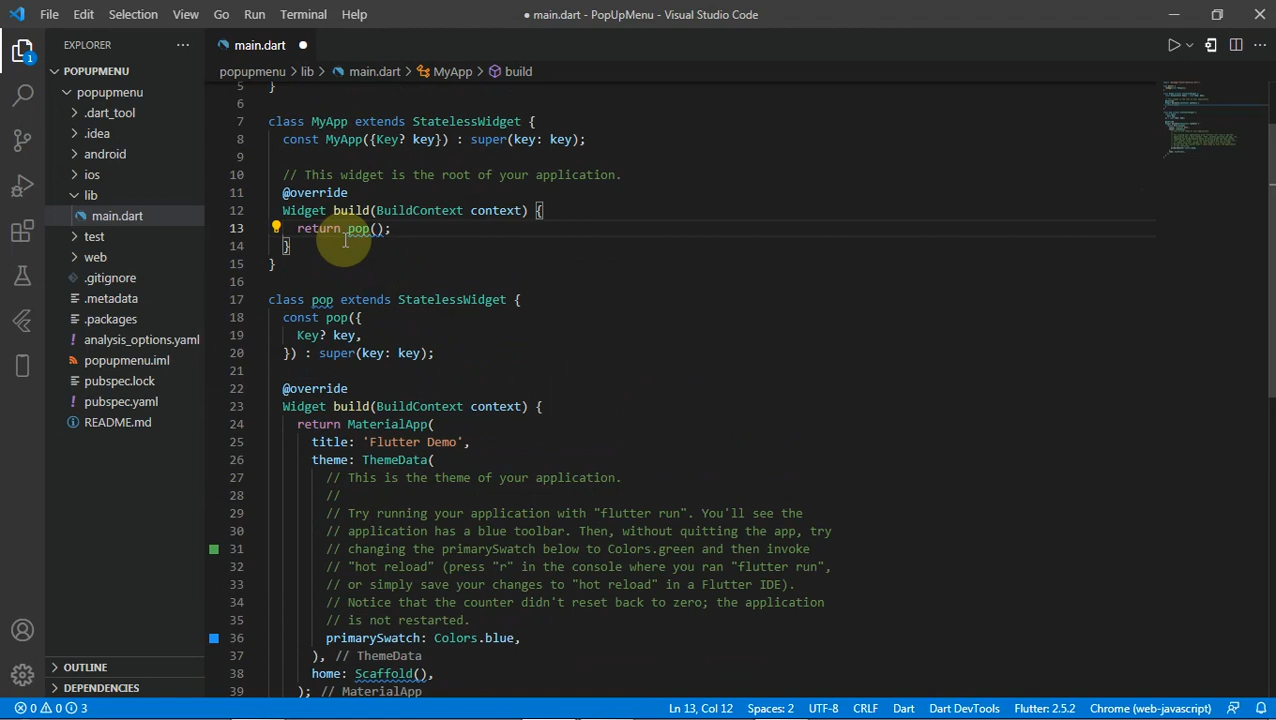 File Edit Selection View Go Run Terminal Help
● main.dart - PopUpMenu - Visual Studio Code
EXPLORER
1
POPUPMENU
popupmenu
.dart_tool
.idea
android
ios
lib
main.dart
test
web
.gitignore
.metadata
.packages
! analysis_options.yaml
popupmenu.iml
pubspec.lock
! pubspec.yaml
README.md
OUTLINE
DEPENDENCIES
main.dart ●
popupmenu > lib > main.dart > MyApp > build
5 }
6
7 class MyApp extends StatelessWidget {
8 const MyApp({Key? key}) : super(key: key);
9
10 // This widget is the root of your application.
11 @override
12 Widget build(BuildContext context) {
13 return pop();
14 }
15 }
16
17 class pop extends StatelessWidget {
18 const pop({
19 Key? key,
20 }) : super(key: key);
21
22 @override
23 Widget build(BuildContext context) {
24 return MaterialApp(
25 title: 'Flutter Demo',
26 theme: ThemeData(
27 // This is the theme of your application.
28 //
29 // Try running your application with "flutter run". You'll see the
30 // application has a blue toolbar. Then, without quitting the app, try
31 // changing the primarySwatch below to Colors.green and then invoke
32 // "hot reload" (press "r" in the console where you ran "flutter run",
33 // or simply save your changes to "hot reload" in a Flutter IDE).
34 // Notice that the counter didn't reset back to zero; the application
35 // is not restarted.
36 primarySwatch: Colors.blue,
37 ), // ThemeData
38 home: Scaffold(),
39 ); // MaterialApp
0 0 3 Ln 13, Col 12 Spaces: 2 UTF-8 CRLF Dart Dart DevTools Flutter: 2.5.2 Chrome (web-javascript)